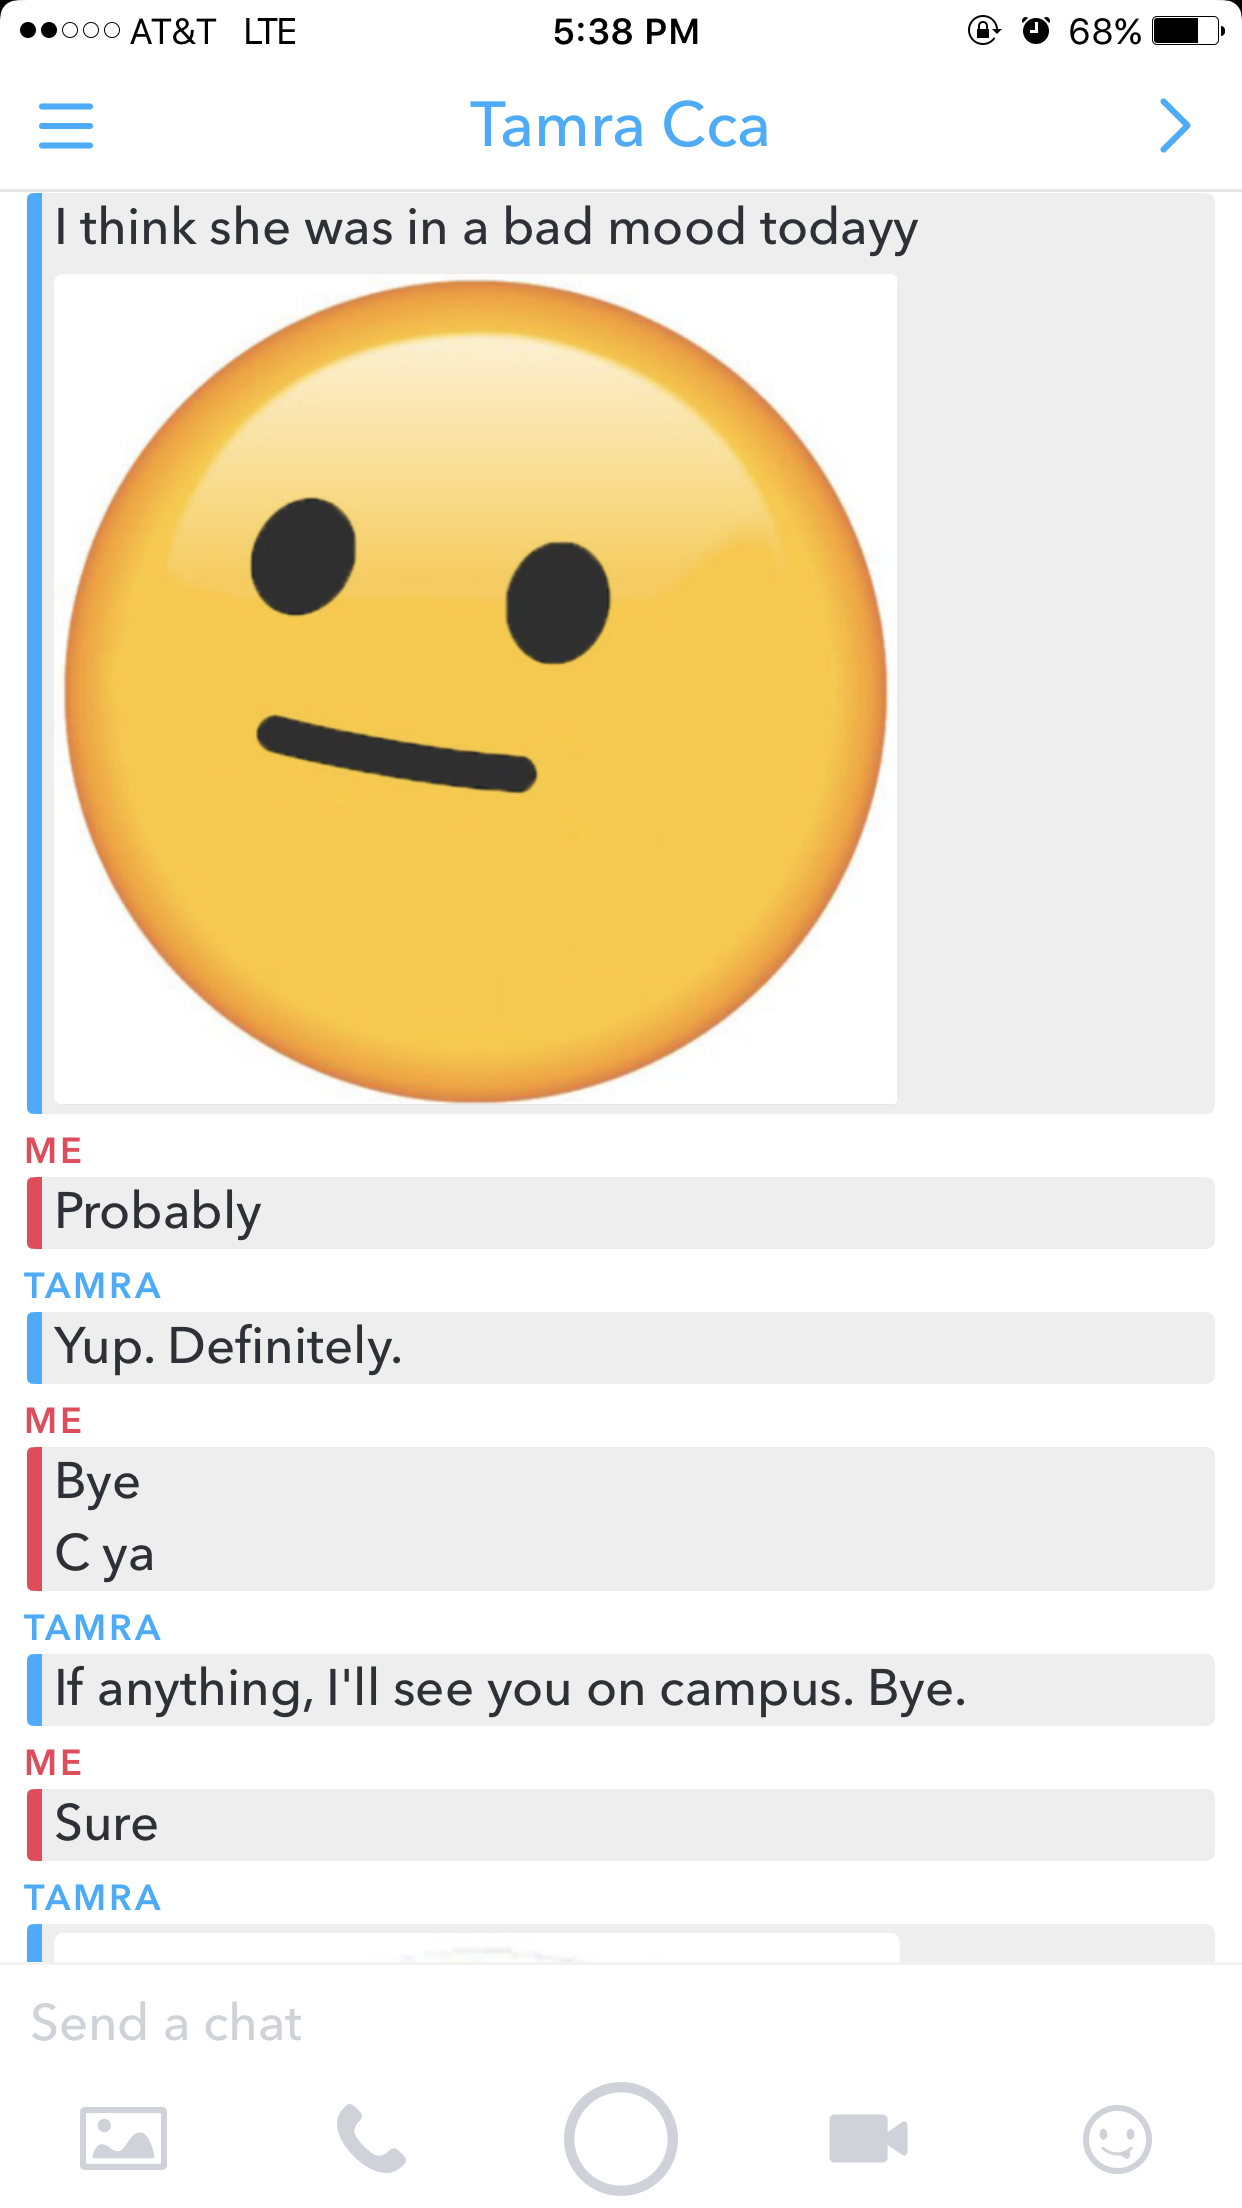 AT&T LTE 5:38 PM 68%
Tamra Cca
I think she was in a bad mood todayy
ME
Probably
TAMRA
Yup. Definitely.
ME
Bye
C ya
TAMRA
If anything, I'll see you on campus. Bye.
ME
Sure
TAMRA
Send a chat